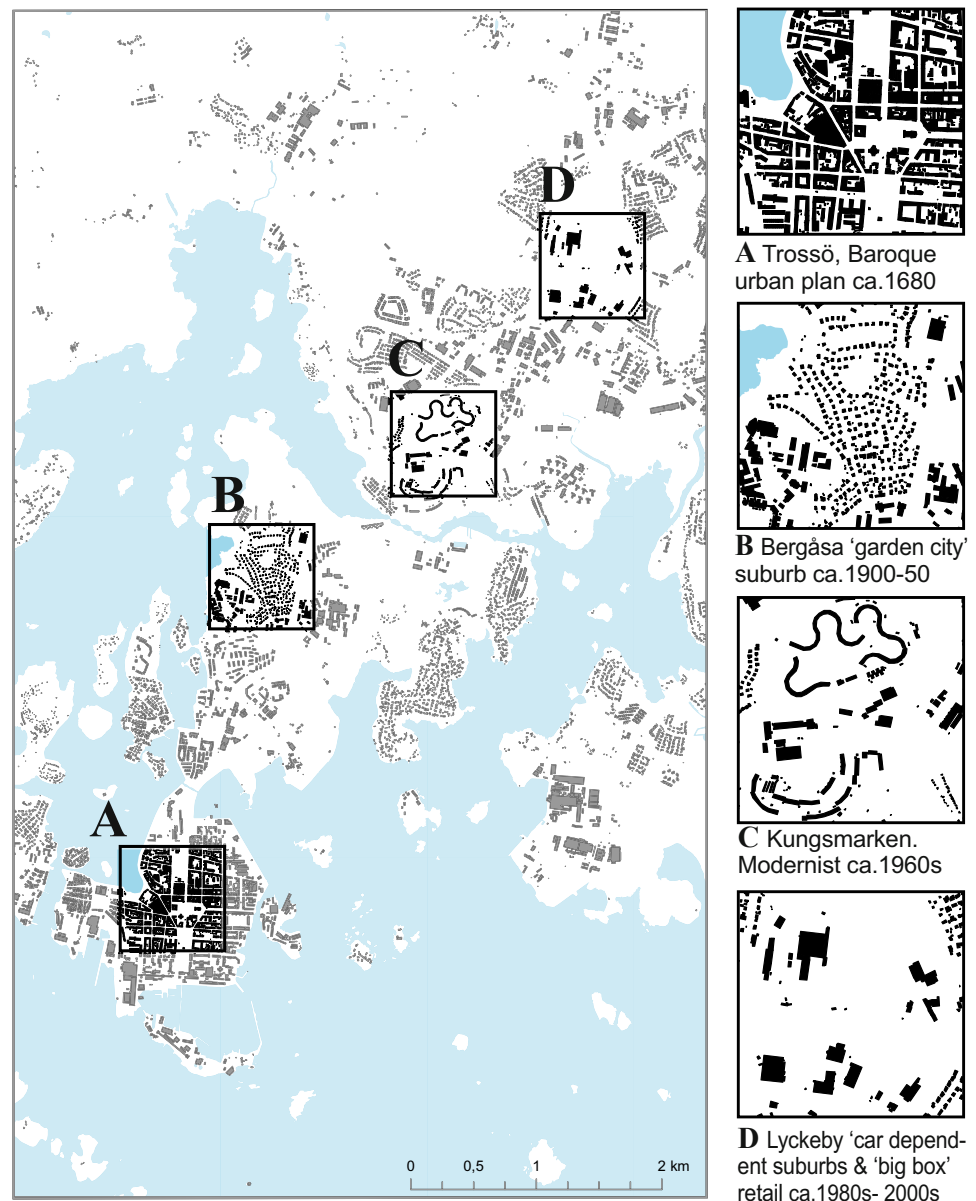 D
C
B
A
0 0,5 1 2 km
A Trossö, Baroque
urban plan ca.1680
B Bergåsa ‘garden city’
suburb ca.1900-50
C Kungsmarken.
Modernist ca.1960s
D Lyckeby ‘car depend-
ent suburbs & ‘big box’
retail ca.1980s- 2000s